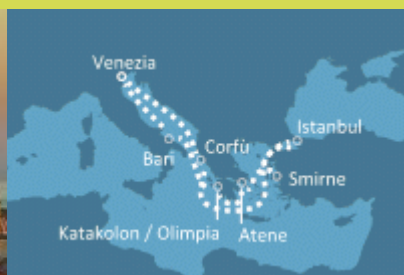 Venezia
Istanbul
Corfù
Bari
Smirne
Katakolon / Olimpia
Atene